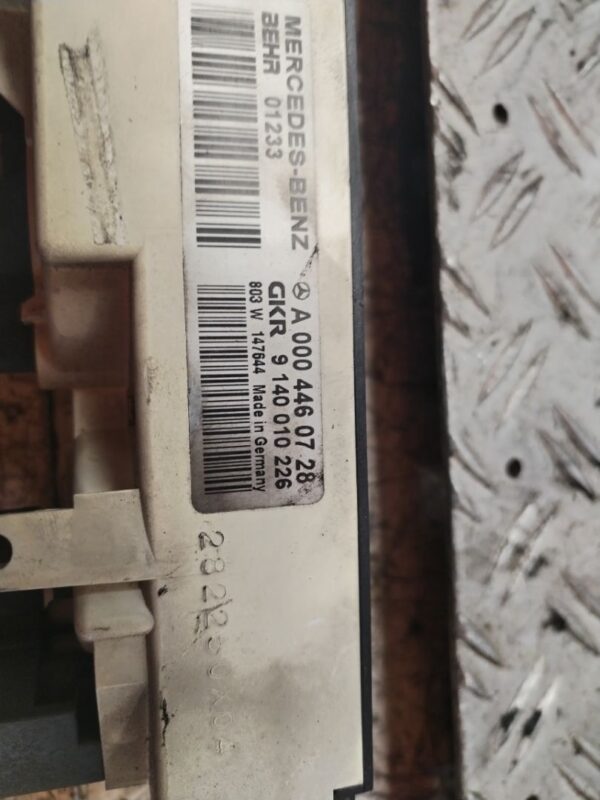 MERCEDES-BENZ
BEHR 01233
A 000 446 07 28
GKR 9 140 010 226
803 W 147644 Made in Germany